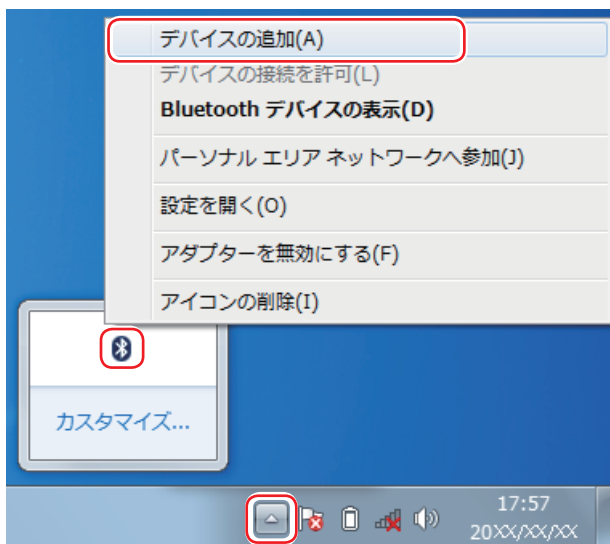 デバイスの追加(A)
デバイスの接続を許可(L)
Bluetooth デバイスの表示(D)
パーソナル エリア ネットワークへ参加(J)
設定を開く(O)
アダプターを無効にする(F)
アイコンの削除(I)
カスタマイズ...
17:57
20XX/XX/XX